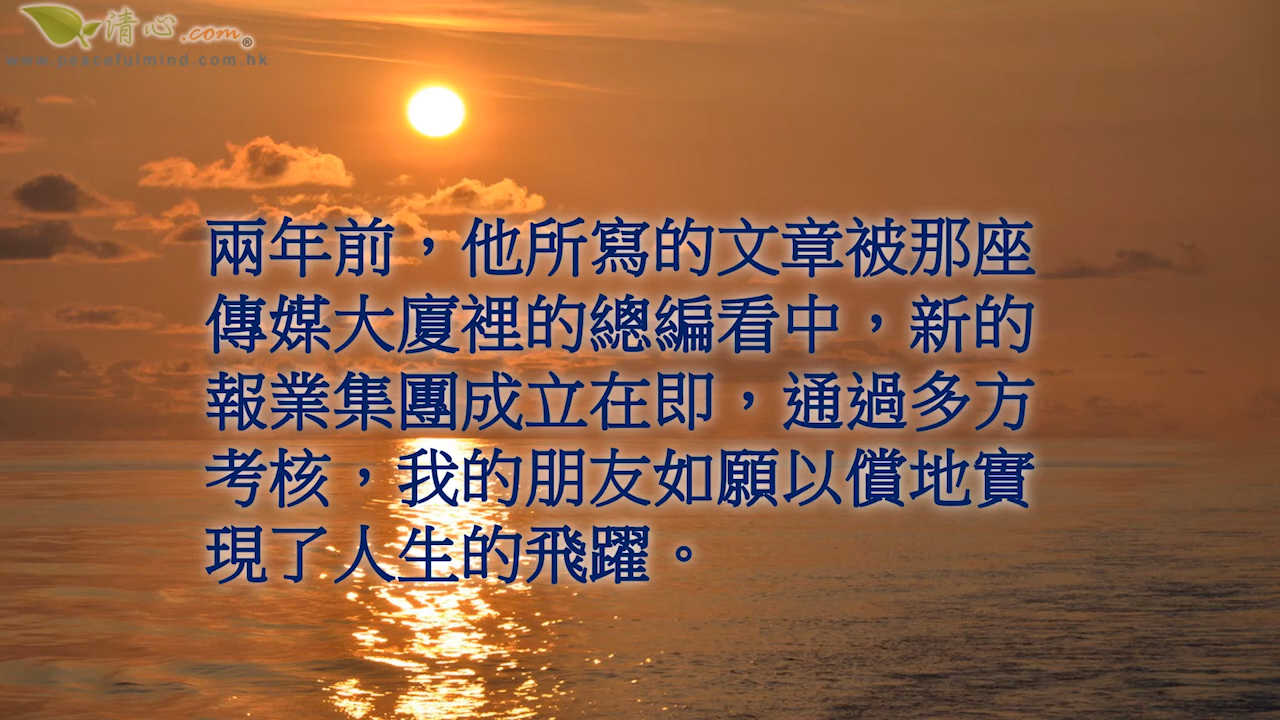 清心.com®
www.peacefulmind.com.hk
兩年前，他所寫的文章被那座
傳媒大廈裡的總編看中，新的
報業集團成立在即，通過多方
考核，我的朋友如願以償地實
現了人生的飛躍。